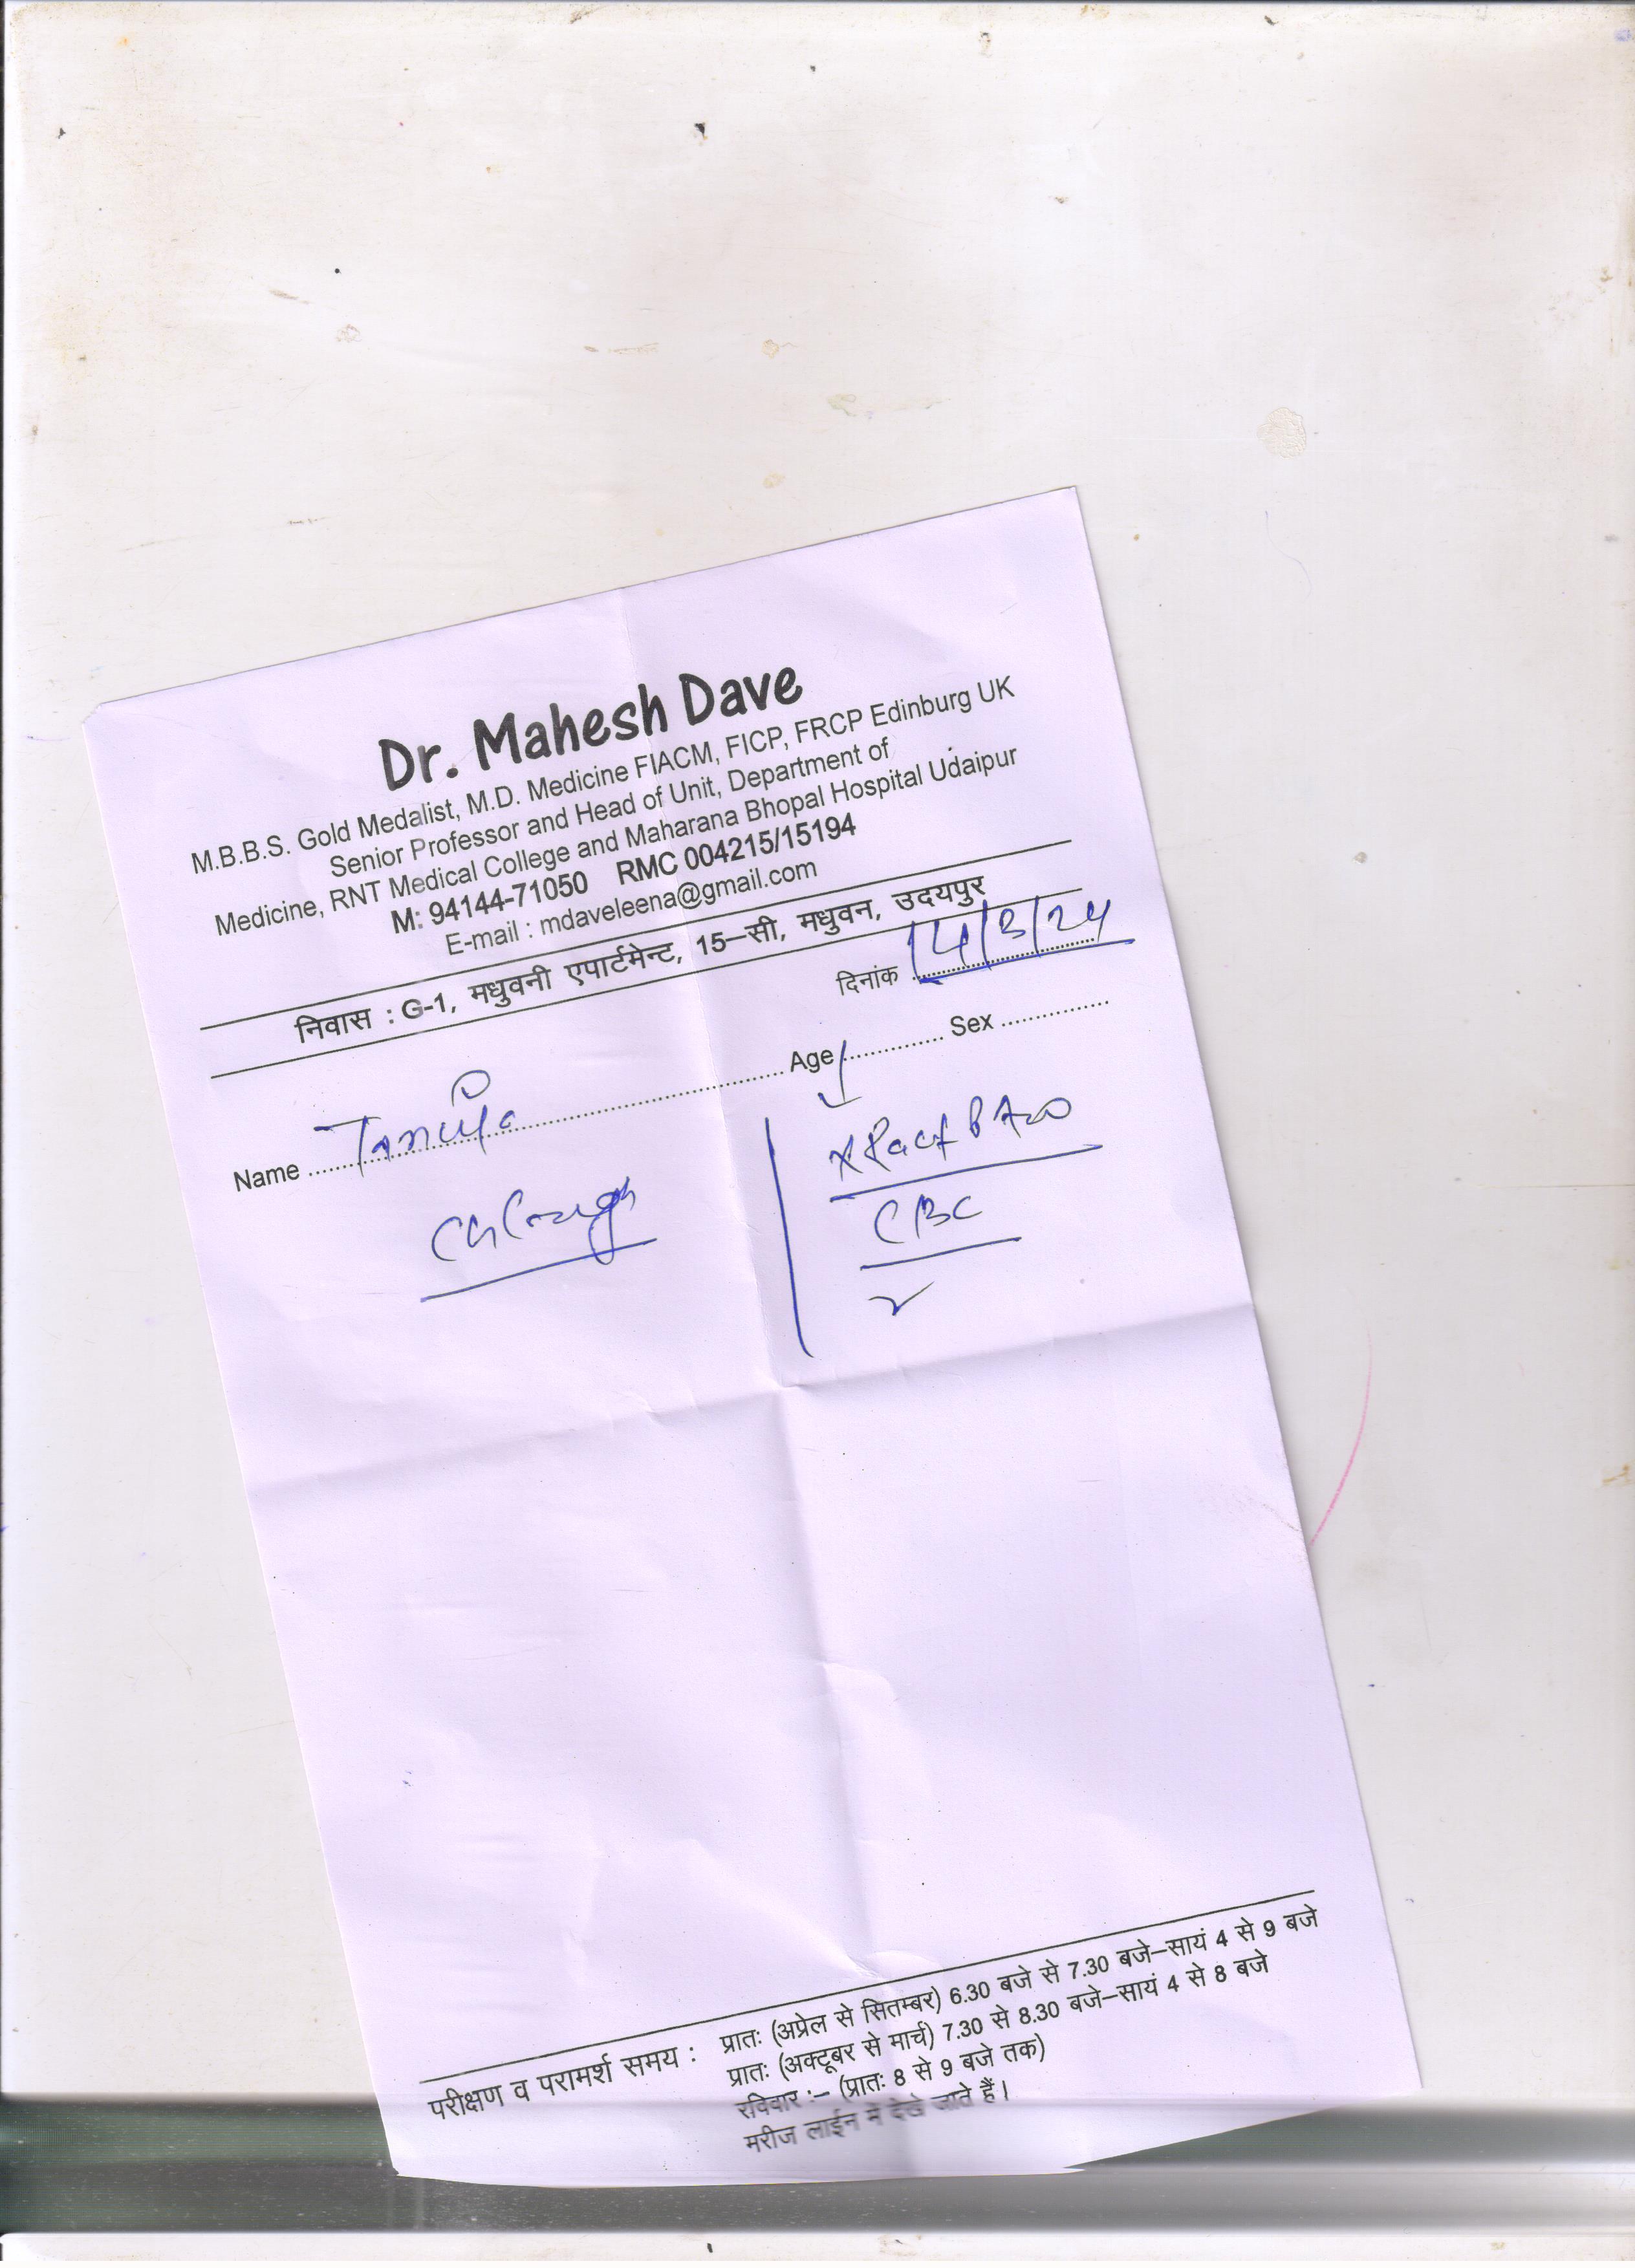 Dr. Mahesh Dave
M.B.B.S. Gold Medalist, M.D. Medicine FIACM, FICP, FRCP Edinburg UK
Senior Professor and Head of Unit, Department of
Medicine, RNT Medical College and Maharana Bhopal Hospital Udaipur
M: 94144-71050 RMC 004215/15194
E-mail : mdaveleena@gmail.com
निवास : G-1, मधुवनी एपार्टमेन्ट, 15–सी, मधुवन, उदयपुर
दिनांक 14/3/24
Name Tanuja Age Sex
Ch Cough
CBC
परीक्षण व परामर्श समय : प्रातः (अप्रेल से सितम्बर) 6.30 बजे से 7.30 बजे–सायं 4 से 9 बजे
प्रातः (अक्टूबर से मार्च) 7.30 से 8.30 बजे–सायं 4 से 8 बजे
रविवार :– (प्रातः 8 से 9 बजे तक)
मरीज लाईन में देखे जाते हैं।